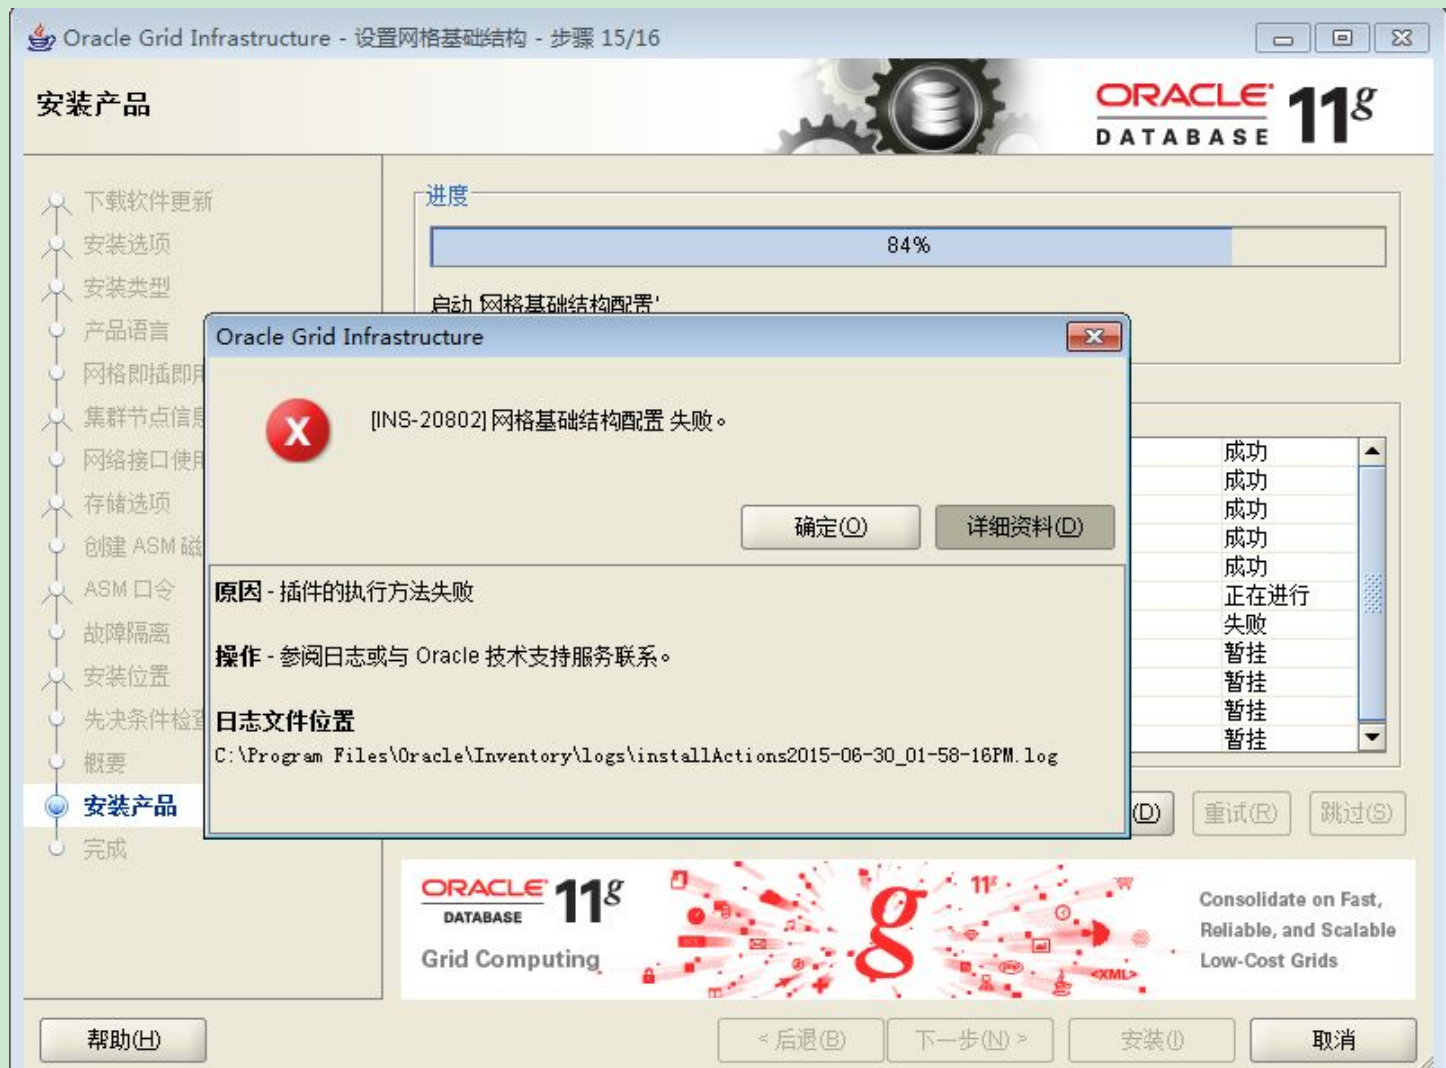 Oracle Grid Infrastructure - 设置网格基础结构 - 步骤 15/16
安装产品
ORACLE
DATABASE
11g
下载软件更新
安装选项
安装类型
产品语言
网格即插即用
集群节点信息
网络接口使用
存储选项
创建 ASM 磁
ASM 口令
故障隔离
安装位置
先决条件检查
概要
安装产品
完成
进度
84%
启动 '网格基础结构配置'
Oracle Grid Infrastructure
[INS-20802] 网格基础结构配置 失败。
确定(O)
详细资料(D)
原因 - 插件的执行方法失败
操作 - 参阅日志或与 Oracle 技术支持服务联系。
日志文件位置
C:\Program Files\Oracle\Inventory\logs\installActions2015-06-30_01-58-16PM.log
成功
成功
成功
成功
成功
正在进行
失败
暂挂
暂挂
暂挂
暂挂
(D)
重试(R)
跳过(S)
ORACLE
DATABASE
11g
Grid Computing
11g
g
<XML>
Consolidate on Fast,
Reliable, and Scalable
Low-Cost Grids
帮助(H)
< 后退(B)
下一步(N) >
安装(I)
取消